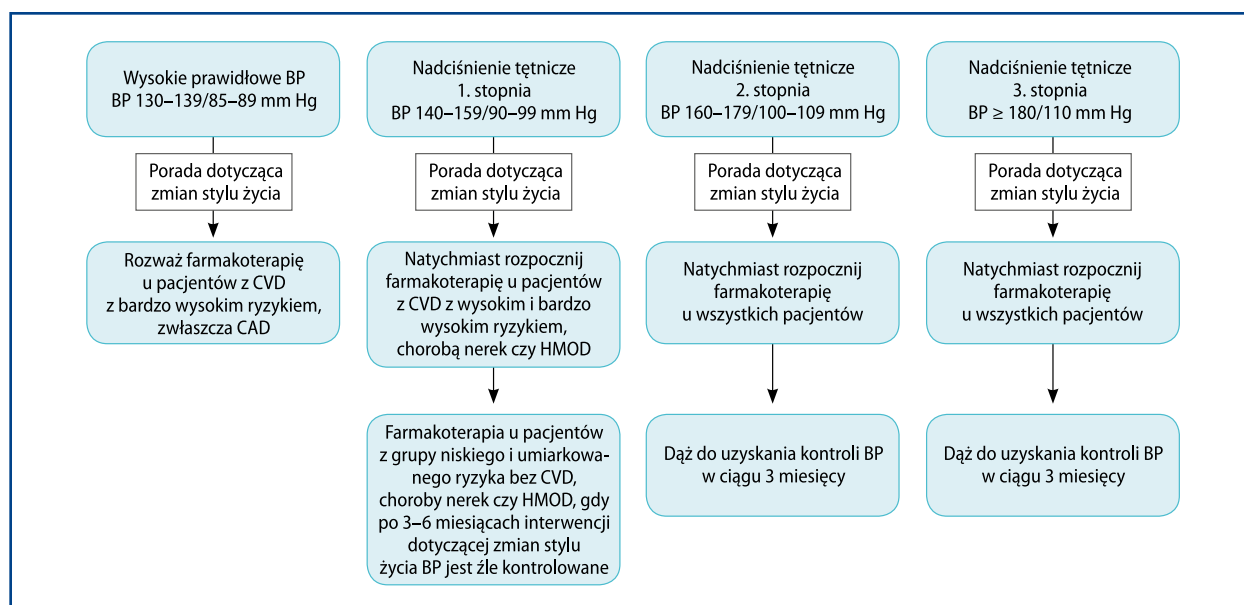 Wysokie prawidłowe BP
BP 130–139/85–89 mm Hg
Porada dotycząca
zmian stylu życia
Rozważ farmakoterapię
u pacjentów z CVD
z bardzo wysokim ryzykiem,
zwłaszcza CAD
Nadciśnienie tętnicze
1. stopnia
BP 140–159/90–99 mm Hg
Porada dotycząca
zmian stylu życia
Natychmiast rozpocznij
farmakoterapię u pacjentów
z CVD z wysokim i bardzo
wysokim ryzykiem,
chorobą nerek czy HMOD
Farmakoterapia u pacjentów
z grupy niskiego i umiarkowa-
nego ryzyka bez CVD,
choroby nerek czy HMOD, gdy
po 3–6 miesiącach interwencji
dotyczącej zmian stylu
życia BP jest źle kontrolowane
Nadciśnienie tętnicze
2. stopnia
BP 160–179/100–109 mm Hg
Porada dotycząca
zmian stylu życia
Natychmiast rozpocznij
farmakoterapię
u wszystkich pacjentów
Dąż do uzyskania kontroli BP
w ciągu 3 miesięcy
Nadciśnienie tętnicze
3. stopnia
BP ≥ 180/110 mm Hg
Porada dotycząca
zmian stylu życia
Natychmiast rozpocznij
farmakoterapię
u wszystkich pacjentów
Dąż do uzyskania kontroli BP
w ciągu 3 miesięcy